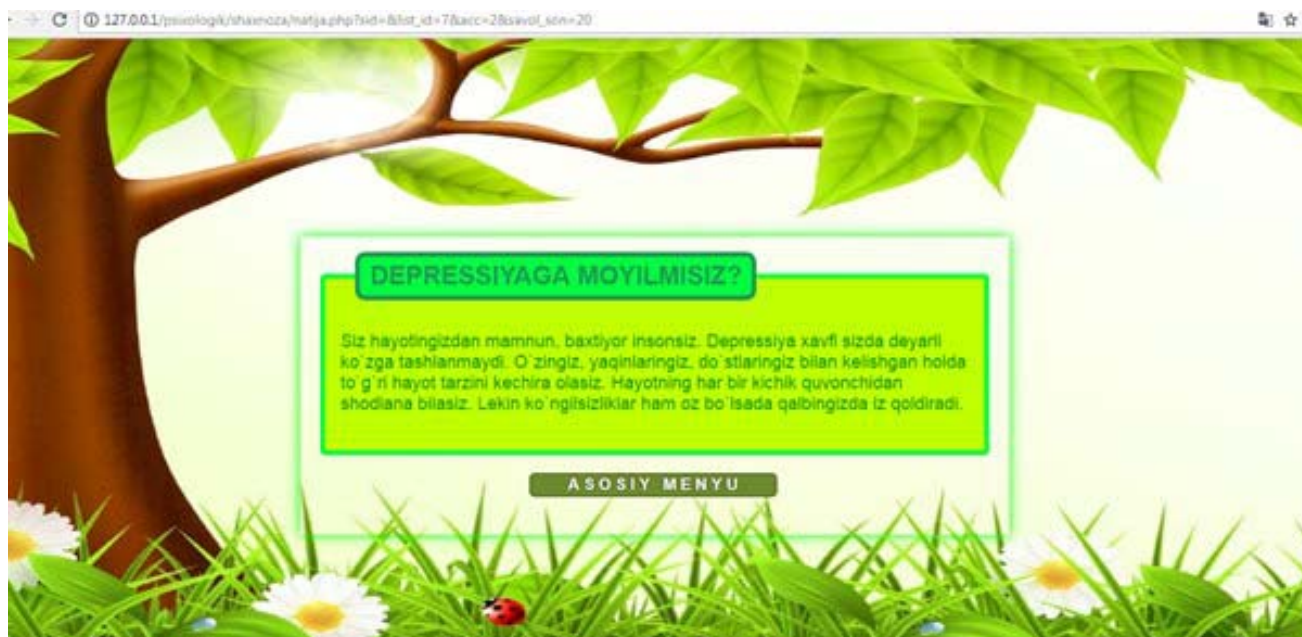 127.0.0.1/psixologik/shaxnoza/natija.php?sid=&list_id=7&acc=28&savol_son=20
DEPRESSIYAGA MOYILMISIZ?
Siz hayotingizdan mamnun, baxtiyor insonsiz. Depressiya xavfi sizda deyarli
ko`zga tashlanmaydi. O`zingiz, yaqinlaringiz, do`stlaringiz bilan kelishgan holda
to`g`ri hayot tarzini kechira olasiz. Hayotning har bir kichik quvonchidan
shodlana bilasiz. Lekin ko`ngilsizliklar ham oz bo`lsada qalbingizda iz qoldiradi.
ASOSIY MENYU